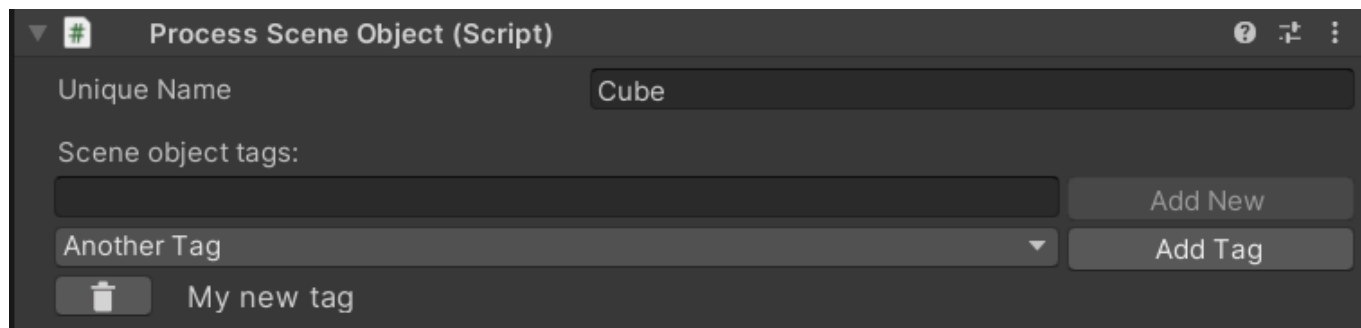 Process Scene Object (Script)
Unique Name Cube
Scene object tags:
Add New
Another Tag Add Tag
My new tag